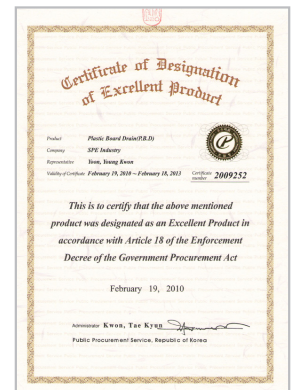 Certificate of Designation
of Excellent Product
Product Plastic Board Drain(P.B.D)
Company SPE Industry
Representative Yoon, Young Kwon
Validity of Certificate February 19, 2010 ~ February 18, 2013
Certificate number 2009252
This is to certify that the above mentioned
product was designated as an Excellent Product in
accordance with Article 18 of the Enforcement
Decree of the Government Procurement Act
February 19, 2010
Administrator Kwon, Tae Kyun
Public Procurement Service, Republic of Korea